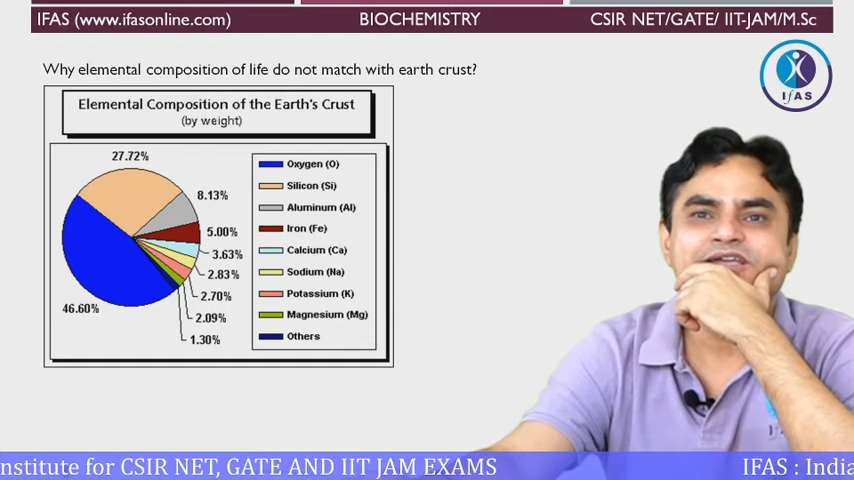 IFAS (www.ifasonline.com) BIOCHEMISTRY CSIR NET/GATE/ IIT-JAM/M.Sc
Why elemental composition of life do not match with earth crust?
IfAS
Elemental Composition of the Earth's Crust
(by weight)
27.72%
8.13%
5.00%
3.63%
2.83%
2.70%
2.09%
1.30%
46.60%
Oxygen (O)
Silicon (Si)
Aluminum (Al)
Iron (Fe)
Calcium (Ca)
Sodium (Na)
Potassium (K)
Magnesium (Mg)
Others
nstitute for CSIR NET, GATE AND IIT JAM EXAMS IFAS : India